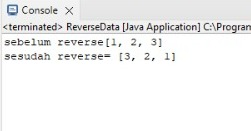 Console
<terminated> ReverseData [Java Application] C:\Program
sebelum reverse[1, 2, 3]
sesudah reverse= [3, 2, 1]